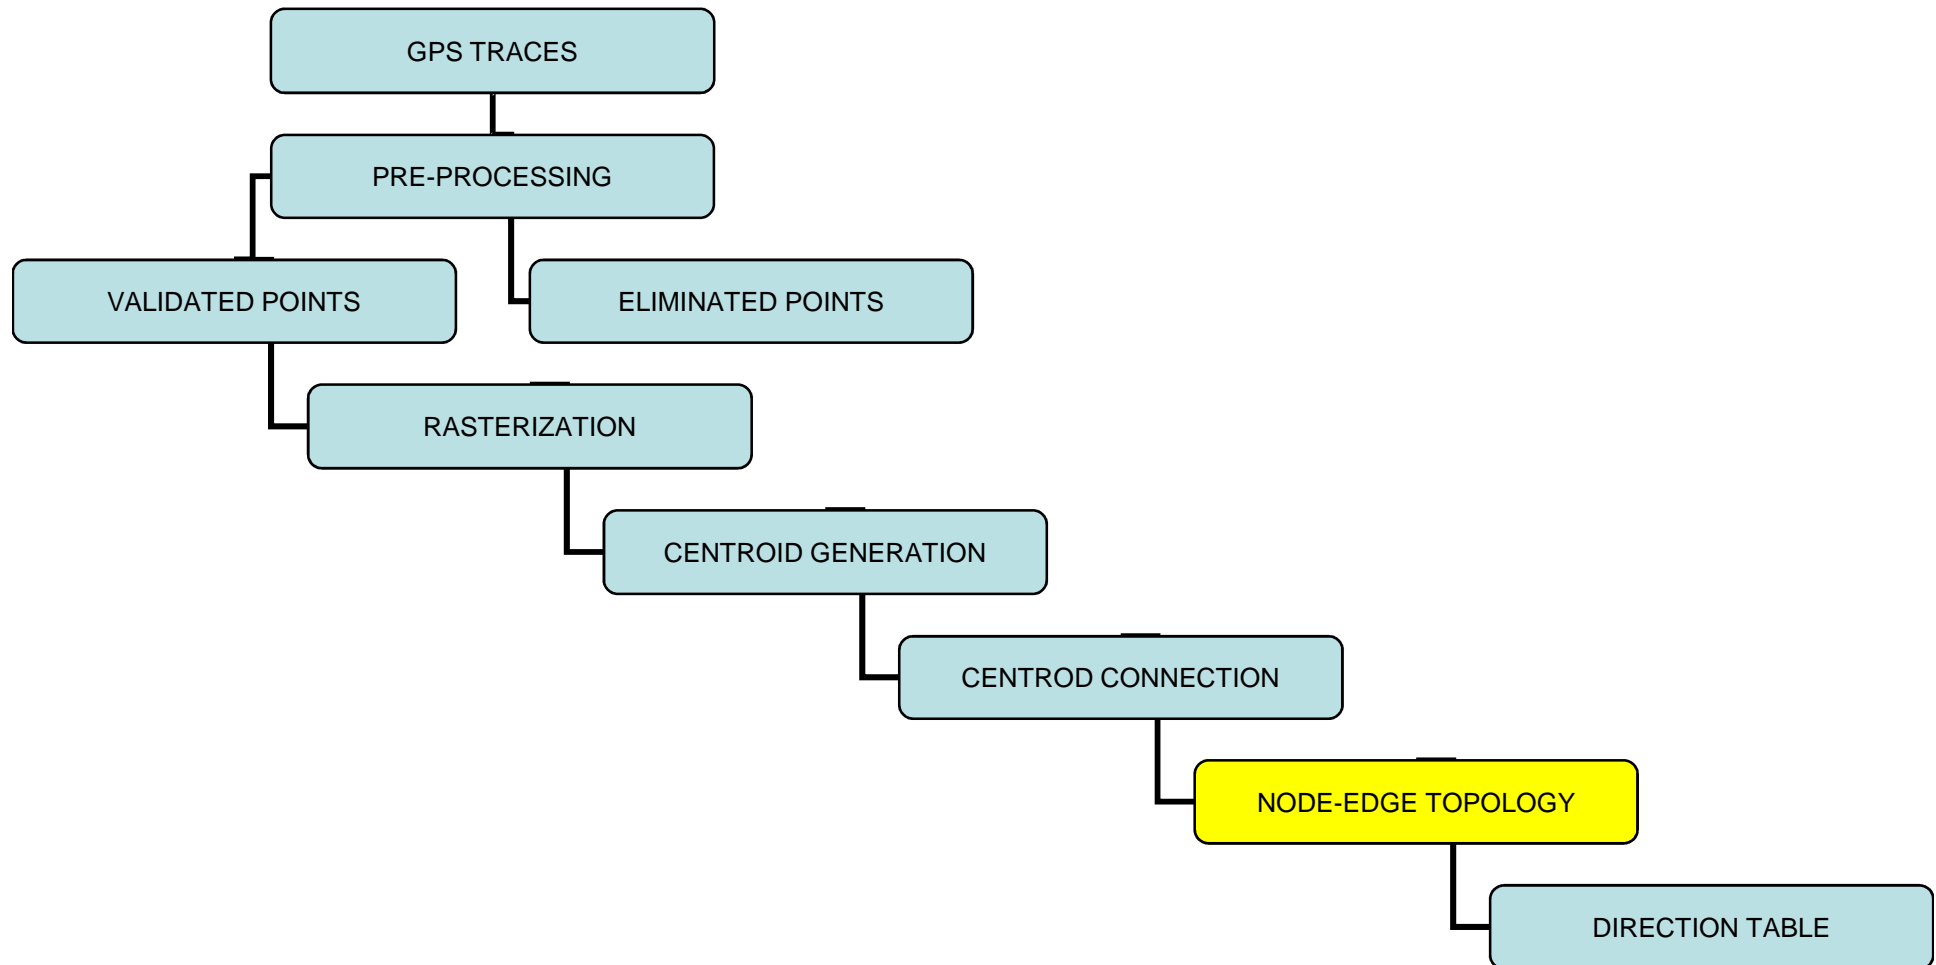 GPS TRACES
PRE-PROCESSING
VALIDATED POINTS
ELIMINATED POINTS
RASTERIZATION
CENTROID GENERATION
CENTROD CONNECTION
NODE-EDGE TOPOLOGY
DIRECTION TABLE